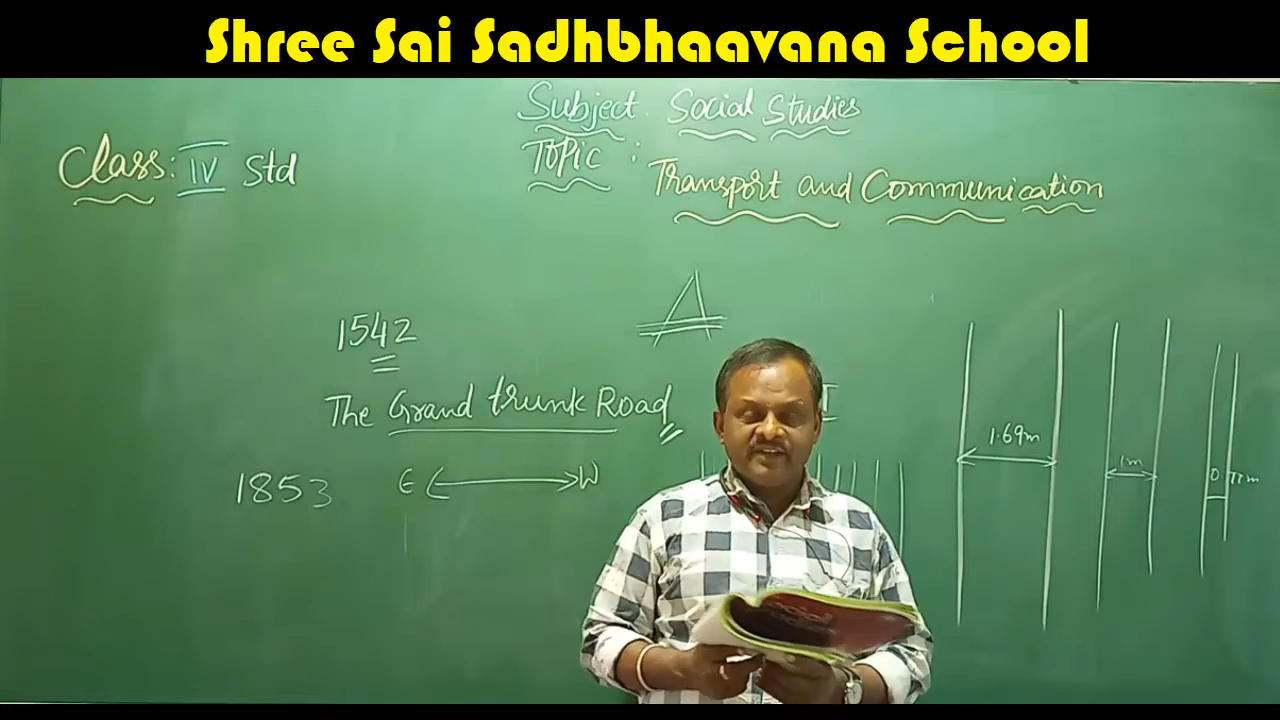 Shree Sai Sadhbhaavana School
Subject. Social Studies
Class: IV Std
Topic :
Transport and Communication
1542
The Grand trunk Road
1853
E W
1.69m
1m